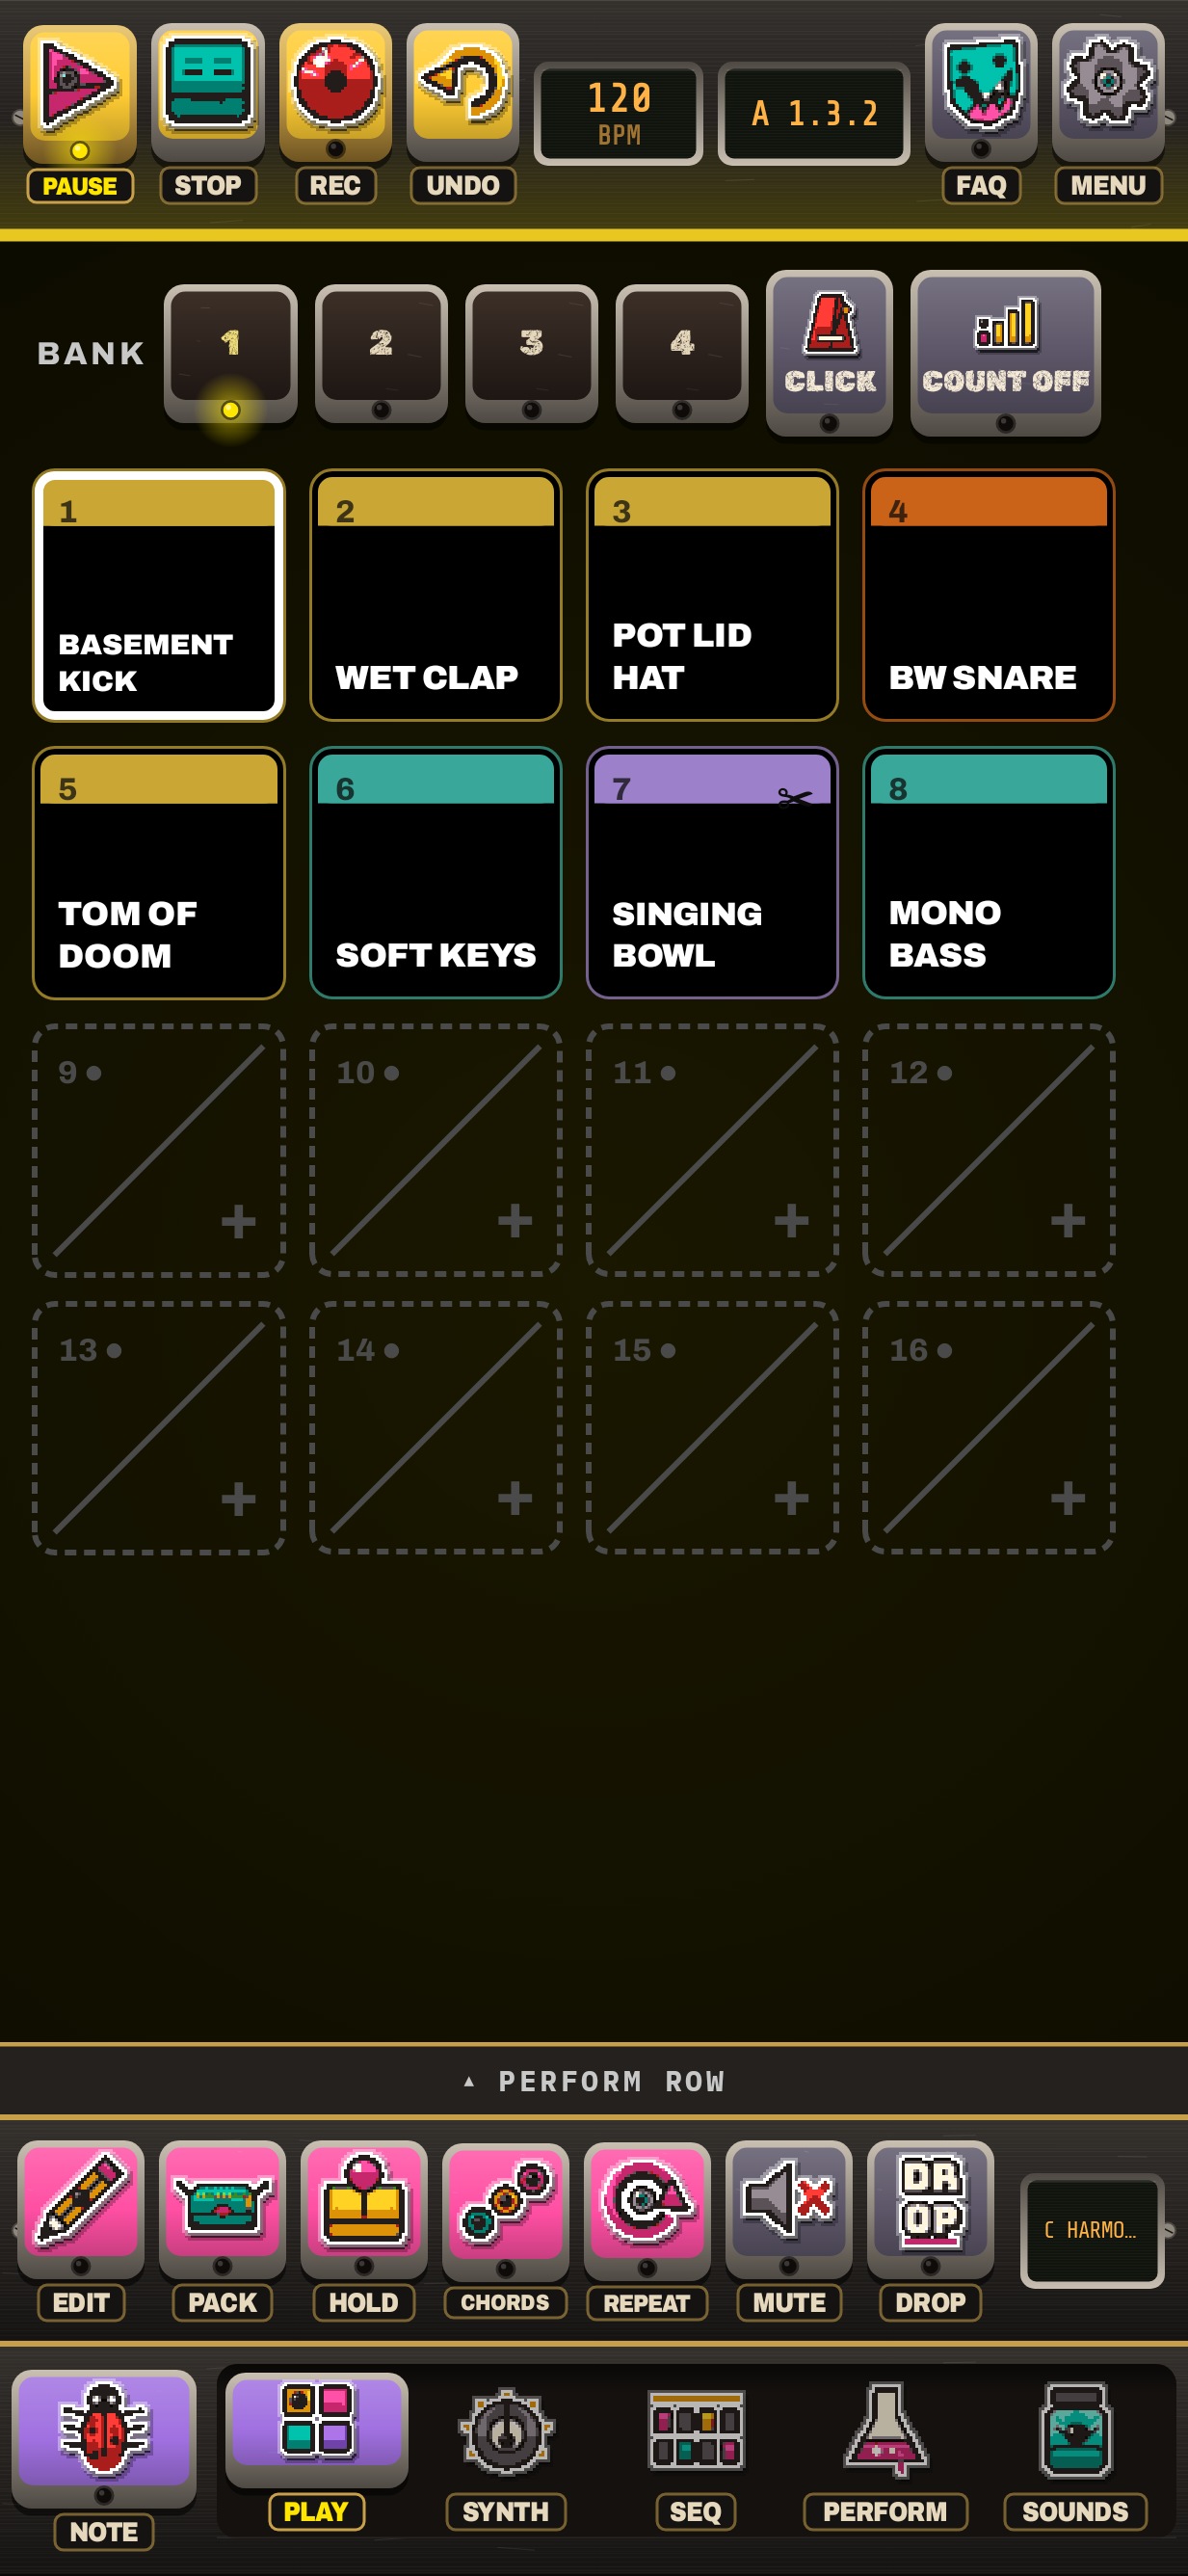 120
BPM
A 1.3.2
PAUSE STOP REC UNDO FAQ MENU
BANK 1 2 3 4 CLICK COUNT OFF
1 2 3 4
BASEMENT
KICK
WET CLAP
POT LID
HAT
BW SNARE
5 6 7 8
TOM OF
DOOM
SOFT KEYS
SINGING
BOWL
MONO
BASS
9 10 11 12
+ + + +
13 14 15 16
+ + + +
▲ PERFORM ROW
DR
OP
C HARMO…
EDIT PACK HOLD CHORDS REPEAT MUTE DROP
NOTE PLAY SYNTH SEQ PERFORM SOUNDS